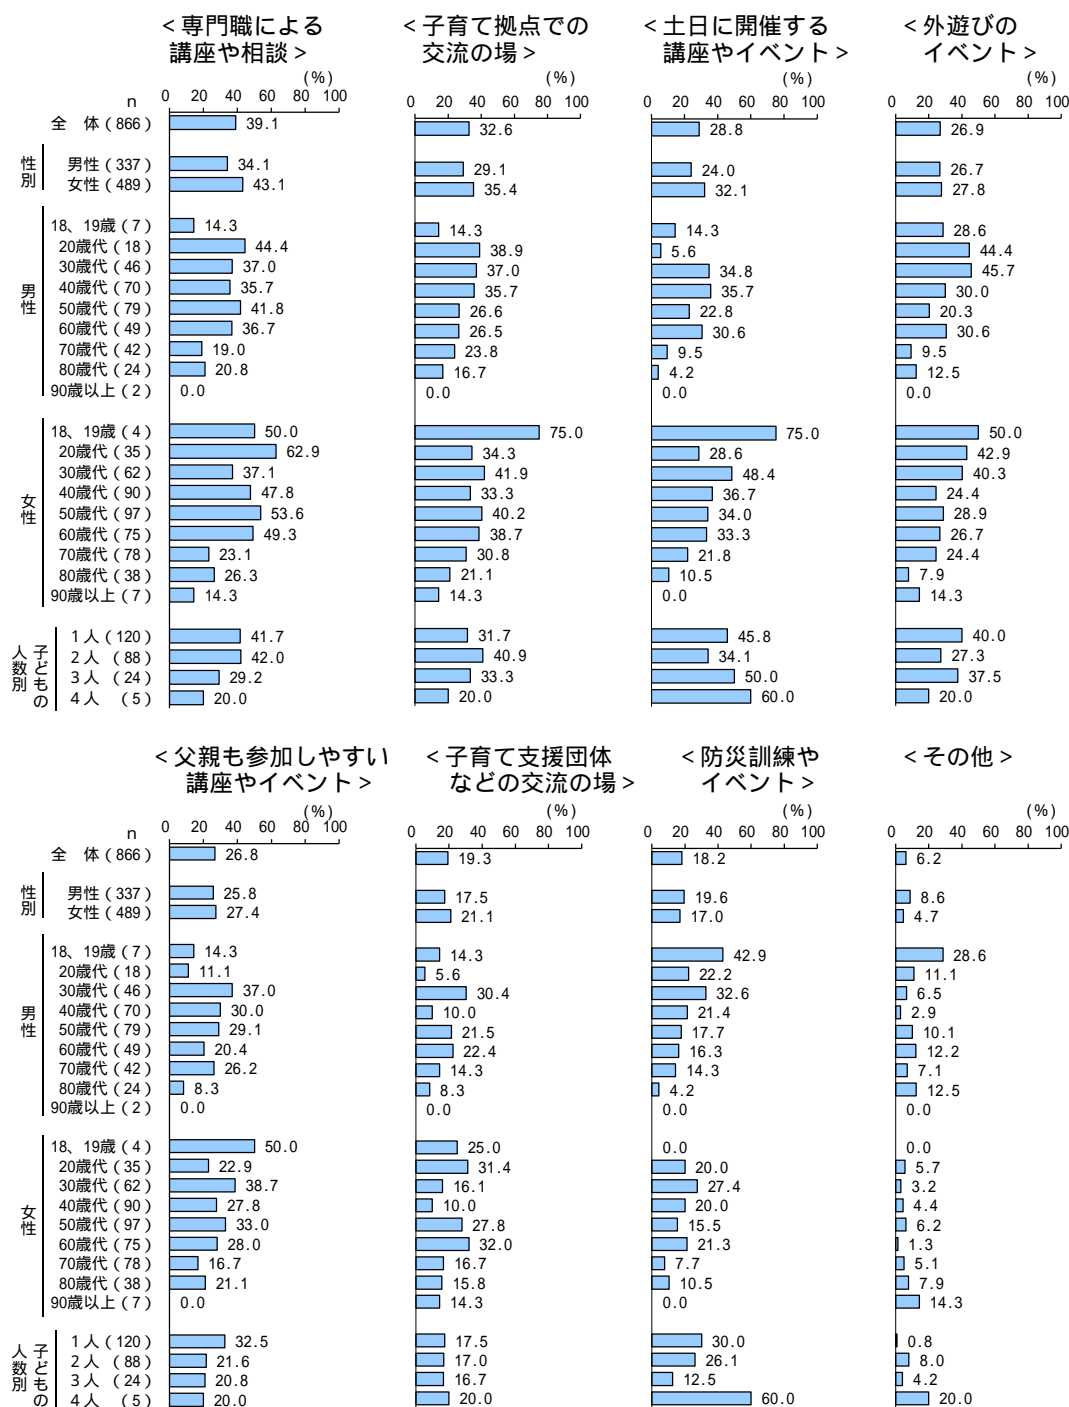 ＜専門職による
講座や相談＞
＜子育て拠点での
交流の場＞
＜土日に開催する
講座やイベント＞
＜外遊びの
イベント＞
(%) (%) (%) (%)
n 0 20 40 60 80 100 0 20 40 60 80 100 0 20 40 60 80 100 0 20 40 60 80 100
全　体（866） 39.1 32.6 28.8 26.9
性別
男性（337） 34.1 29.1 24.0 26.7
女性（489） 43.1 35.4 32.1 27.8
男性
18、19歳（7） 14.3 14.3 14.3 28.6
20歳代（18） 44.4 38.9 5.6 44.4
30歳代（46） 37.0 37.0 34.8 45.7
40歳代（70） 35.7 35.7 35.7 30.0
50歳代（79） 41.8 26.6 22.8 20.3
60歳代（49） 36.7 26.5 30.6 30.6
70歳代（42） 19.0 23.8 9.5 9.5
80歳代（24） 20.8 16.7 4.2 12.5
90歳以上（2） 0.0 0.0 0.0 0.0
女性
18、19歳（4） 50.0 75.0 75.0 50.0
20歳代（35） 62.9 34.3 28.6 42.9
30歳代（62） 37.1 41.9 48.4 40.3
40歳代（90） 47.8 33.3 36.7 24.4
50歳代（97） 53.6 40.2 34.0 28.9
60歳代（75） 49.3 38.7 33.3 26.7
70歳代（78） 23.1 30.8 21.8 24.4
80歳代（38） 26.3 21.1 10.5 7.9
90歳以上（7） 14.3 14.3 0.0 14.3
子どもの
人数別
1人（120） 41.7 31.7 45.8 40.0
2人（88） 42.0 40.9 34.1 27.3
3人（24） 29.2 33.3 50.0 37.5
4人（5） 20.0 20.0 60.0 20.0
＜父親も参加しやすい
講座やイベント＞
＜子育て支援団体
などの交流の場＞
＜防災訓練や
イベント＞
＜その他＞
(%) (%) (%) (%)
n 0 20 40 60 80 100 0 20 40 60 80 100 0 20 40 60 80 100 0 20 40 60 80 100
全　体（866） 26.8 19.3 18.2 6.2
性別
男性（337） 25.8 17.5 19.6 8.6
女性（489） 27.4 21.1 17.0 4.7
男性
18、19歳（7） 14.3 14.3 42.9 28.6
20歳代（18） 11.1 5.6 22.2 11.1
30歳代（46） 37.0 30.4 32.6 6.5
40歳代（70） 30.0 10.0 21.4 2.9
50歳代（79） 29.1 21.5 17.7 10.1
60歳代（49） 20.4 22.4 16.3 12.2
70歳代（42） 26.2 14.3 14.3 7.1
80歳代（24） 8.3 8.3 4.2 12.5
90歳以上（2） 0.0 0.0 0.0 0.0
女性
18、19歳（4） 50.0 25.0 0.0 0.0
20歳代（35） 22.9 31.4 20.0 5.7
30歳代（62） 38.7 16.1 27.4 3.2
40歳代（90） 27.8 10.0 20.0 4.4
50歳代（97） 33.0 27.8 15.5 6.2
60歳代（75） 28.0 32.0 21.3 1.3
70歳代（78） 16.7 16.7 7.7 5.1
80歳代（38） 21.1 15.8 10.5 7.9
90歳以上（7） 0.0 14.3 0.0 14.3
子どもの
人数別
1人（120） 32.5 17.5 30.0 0.8
2人（88） 21.6 17.0 26.1 8.0
3人（24） 20.8 16.7 12.5 4.2
4人（5） 20.0 20.0 60.0 20.0